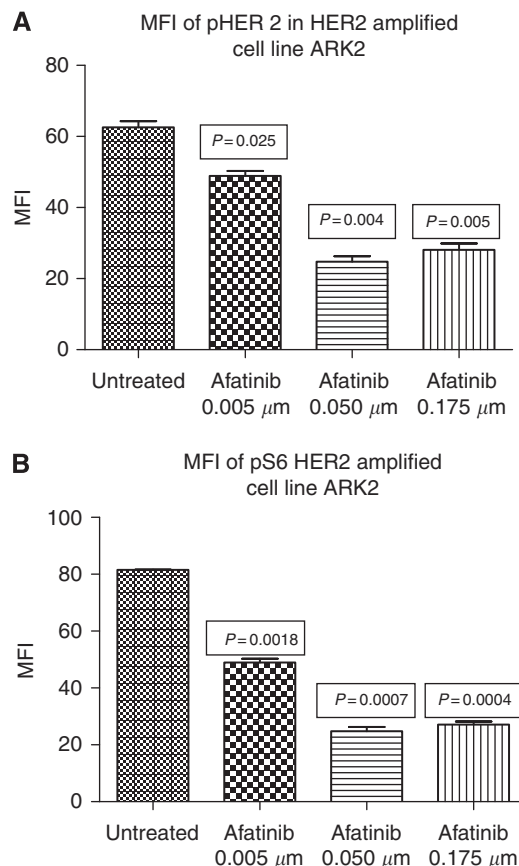 A
MFI of pHER 2 in HER2 amplified
cell line ARK2
80
60
40
20
0
MFI
P=0.025
P=0.004
P=0.005
Untreated
Afatinib
0.005 μm
Afatinib
0.050 μm
Afatinib
0.175 μm
B
MFI of pS6 HER2 amplified
cell line ARK2
100
80
60
40
20
0
MFI
P=0.0018
P=0.0007
P=0.0004
Untreated
Afatinib
0.005 μm
Afatinib
0.050 μm
Afatinib
0.175 μm